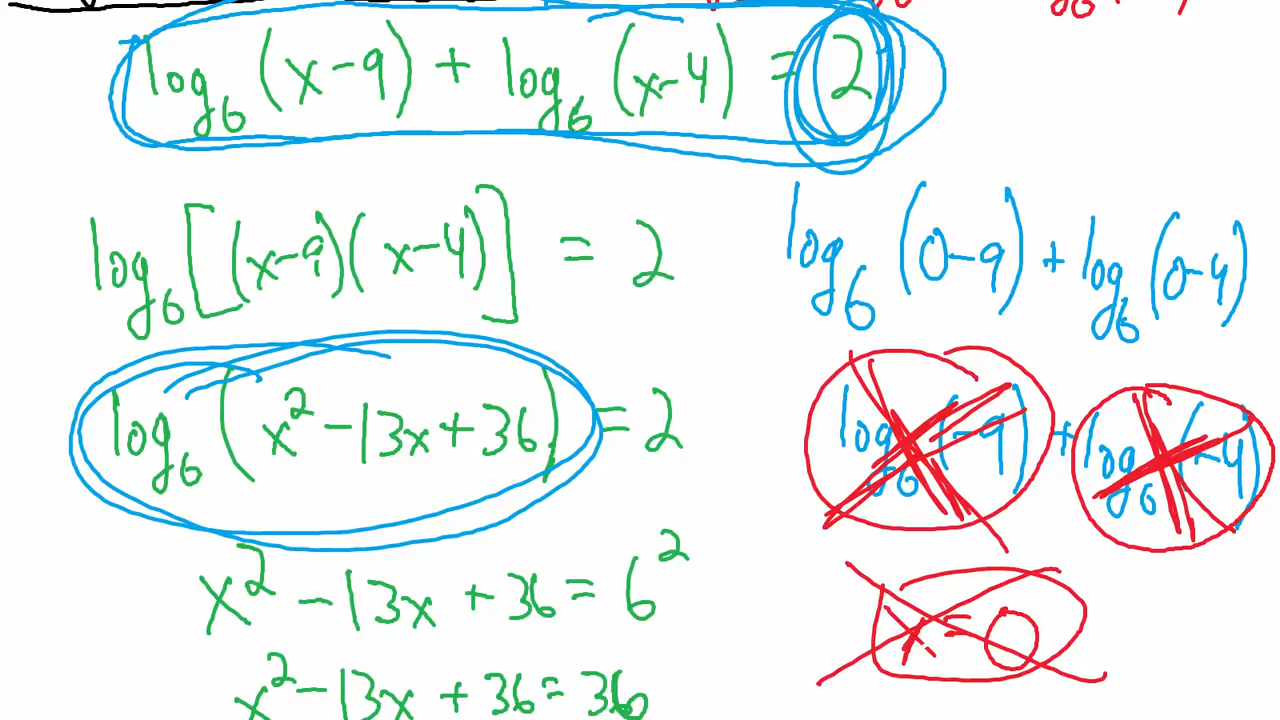 log₆(x-9) + log₆(x-4) = 2
log₆[(x-9)(x-4)] = 2
log₆(x²-13x+36) = 2
x² - 13x + 36 = 6²
x² - 13x + 36 = 36
log₆(0-9) + log₆(0-4)
log₆(-9) + log₆(-4)
x = 0